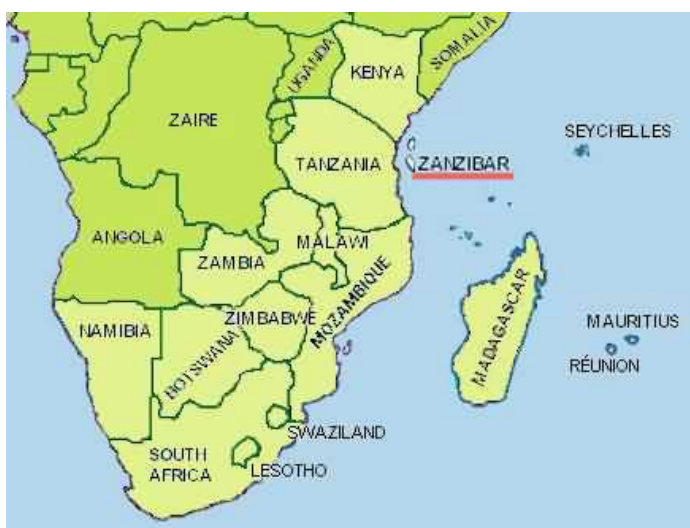 SOMALIA
UGANDA
KENYA
ZAIRE
SEYCHELLES
TANZANIA
ZANZIBAR
ANGOLA
MALAWI
ZAMBIA
MOZAMBIQUE
MADAGASCAR
NAMIBIA
ZIMBABWE
BOTSWANA
MAURITIUS
RÉUNION
SWAZILAND
SOUTH
AFRICA
LESOTHO